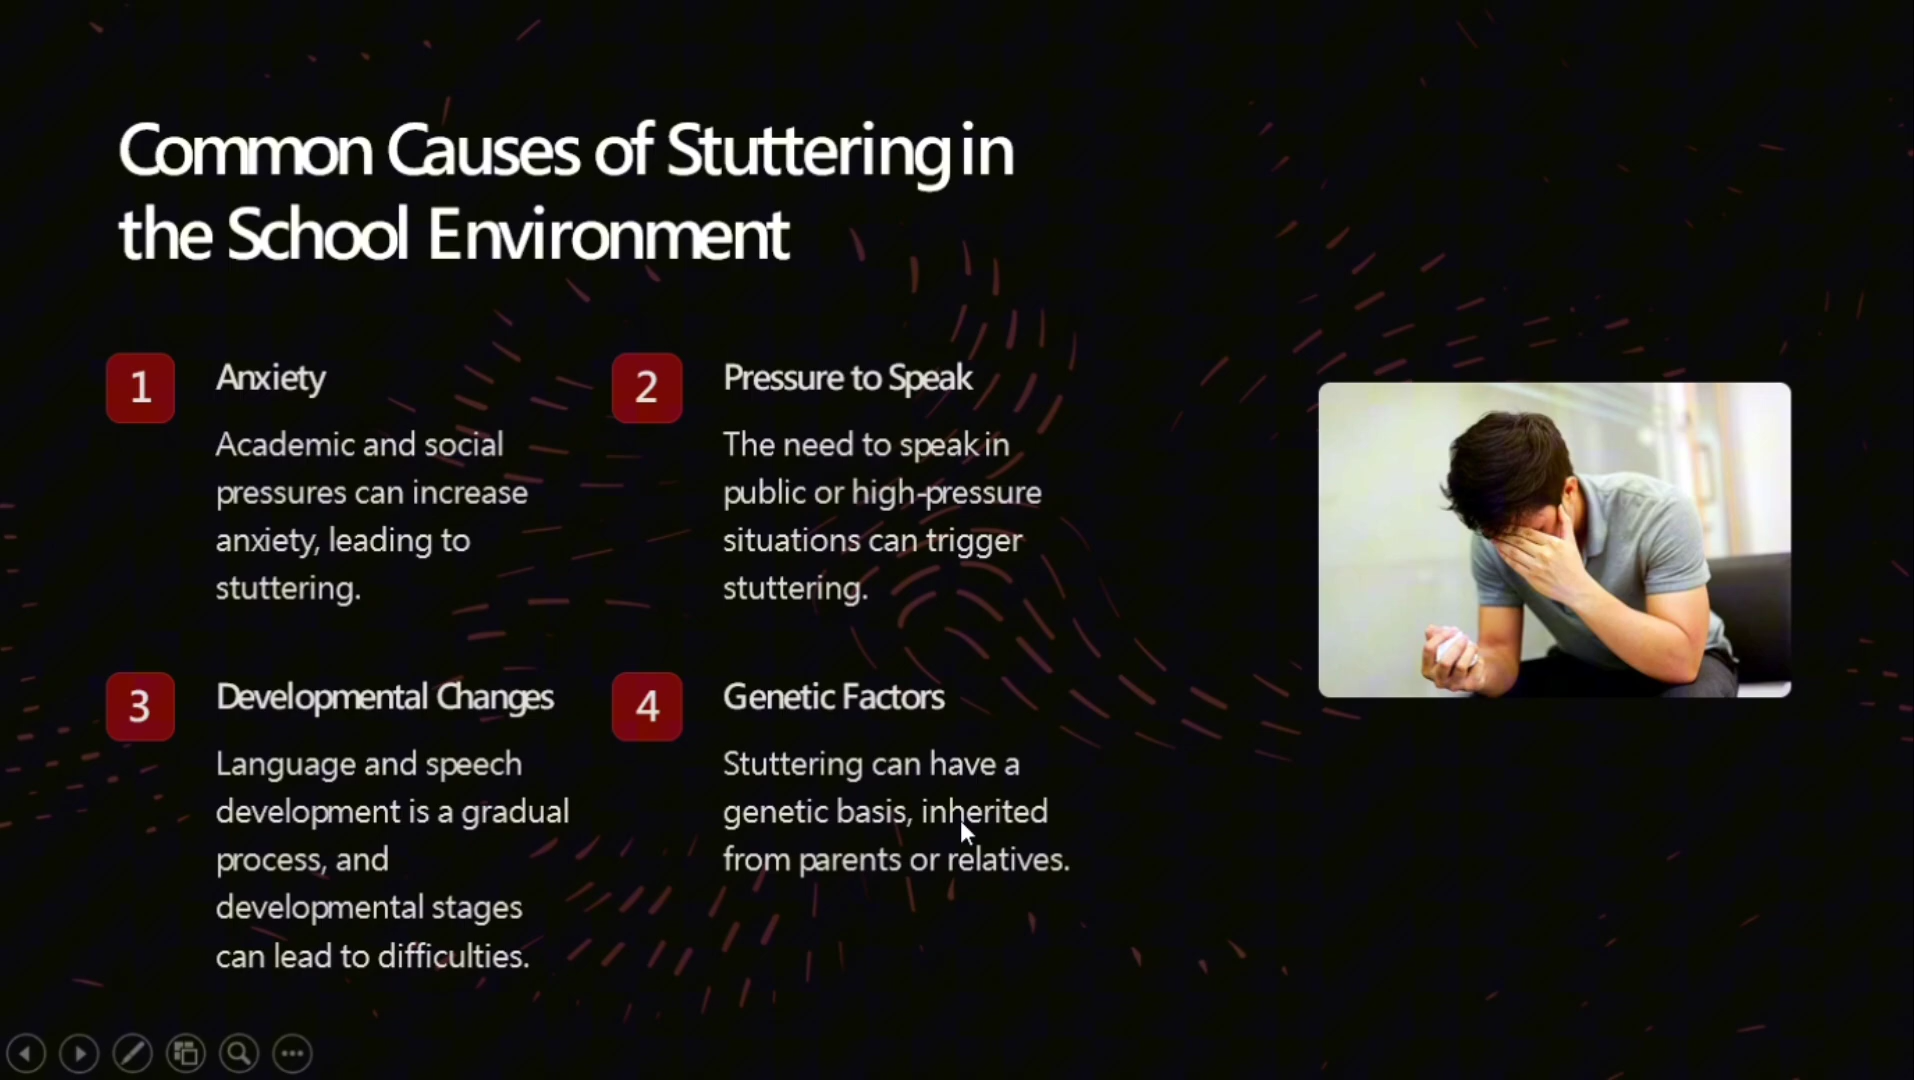 Common Causes of Stuttering in
the School Environment
1
Anxiety
Academic and social
pressures can increase
anxiety, leading to
stuttering.
2
Pressure to Speak
The need to speak in
public or high-pressure
situations can trigger
stuttering.
3
Developmental Changes
Language and speech
development is a gradual
process, and
developmental stages
can lead to difficulties.
4
Genetic Factors
Stuttering can have a
genetic basis, inherited
from parents or relatives.